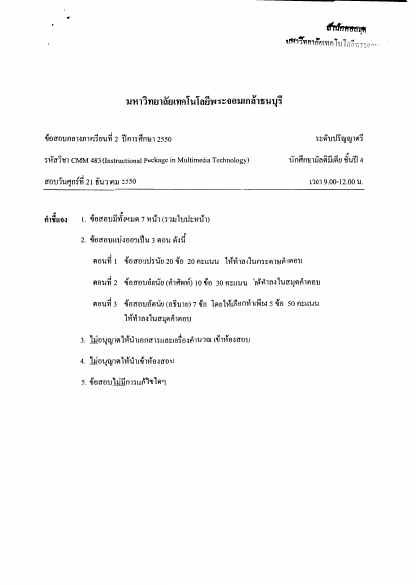 สำนักหอสมุด
มหาวิทยาลัยเทคโนโลยีพระจอม
มหาวิทยาลัยเทคโนโลยีพระจอมเกล้าธนบุรี
ข้อสอบกลางภาคเรียนที่ 2 ปีการศึกษา 2550 ระดับปริญญาตรี
รหัสวิชา CMM 483 (Instructional Package in Multimedia Technology) นักศึกษามัลติมีเดีย ชั้นปี 4
สอบวันศุกร์ที่ 21 ธันวาคม 2550 เวลา 9.00-12.00 น.
คำชี้แจง 1. ข้อสอบมีทั้งหมด 7 หน้า (รวมใบปะหน้า)
2. ข้อสอบแบ่งออกเป็น 3 ตอน ดังนี้
ตอนที่ 1 ข้อสอบปรนัย 20 ข้อ 20 คะแนน ให้ทำลงในกระดาษคำตอบ
ตอนที่ 2 ข้อสอบอัตนัย (คำศัพท์) 10 ข้อ 30 คะแนน ให้ทำลงในสมุดคำตอบ
ตอนที่ 3 ข้อสอบอัตนัย (อธิบาย) 7 ข้อ โดยให้เลือกทำเพียง 5 ข้อ 50 คะแนน
ให้ทำลงในสมุดคำตอบ
3. ไม่อนุญาตให้นำเอกสารและเครื่องคำนวณ เข้าห้องสอบ
4. ไม่อนุญาตให้นำเข้าห้องสอบ
5. ข้อสอบไม่มีการแก้ไขใดๆ